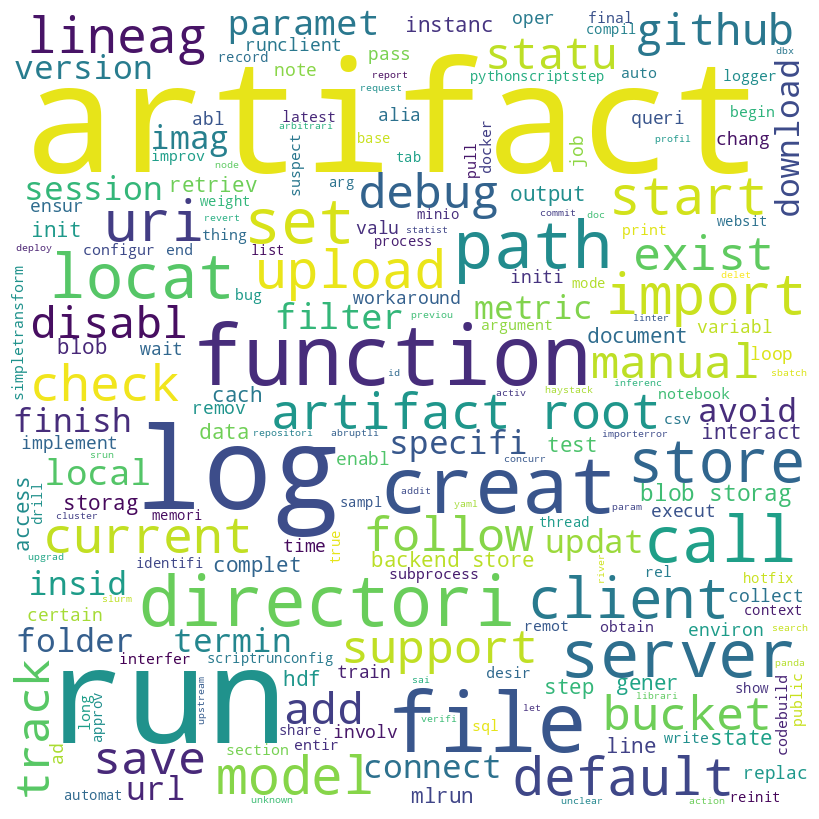 lineag
paramet
instanc
oper
final
compil
github
dbx
runclient
record
pass
statu
version
note
report
request
pythonscriptstep
auto
logger
artifact
download
abl
latest
arbitrari
alia
queri
begin
imag
improv
node
suspect
base
tab
pull
docker
job
profil
chang
session
retriev
weight
revert
arg
debug
output
start
ensur
init
uri
thing
statist
set
minio
valu
process
commit
doc
path
print
websit
exist
deploy
configur
end
list
locat
bug
upload
workaround
initi
mode
delet
import
simpletransform
disabl
filter
previou
metric
argument
linter
document
variabl
blob
wait
function
manual
loop
sbatch
check
cach
id
activ
haystack
inferenc
notebook
finish
remov
artifact
root
csv
avoid
implement
data
repositori
abruptli
specifi
test
importerror
interact
srun
local
log
enabl
concurr
creat
store
access
drill
storag
memori
sampl
addit
yaml
param
blob storag
execut
cluster
current
time
true
follow
thread
updat
call
upgrad
identifi
complet
backend store
river
rel
insid
slurm
directori
subprocess
client
hotfix
collect
context
certain
folder
termin
support
remot
obtain
environ
search
server
interfer
scriptrunconfig
train
desir
panda
track
long
approv
run
upstream
hdf
sai
step
gener
librari
show
public
add
share
involv
file
verifi
let
sql
bucket
codebuild
ad
save
section
entir
line
write
state
url
model
connect
default
replac
automat
unknown
mlrun
unclear
action
reinit